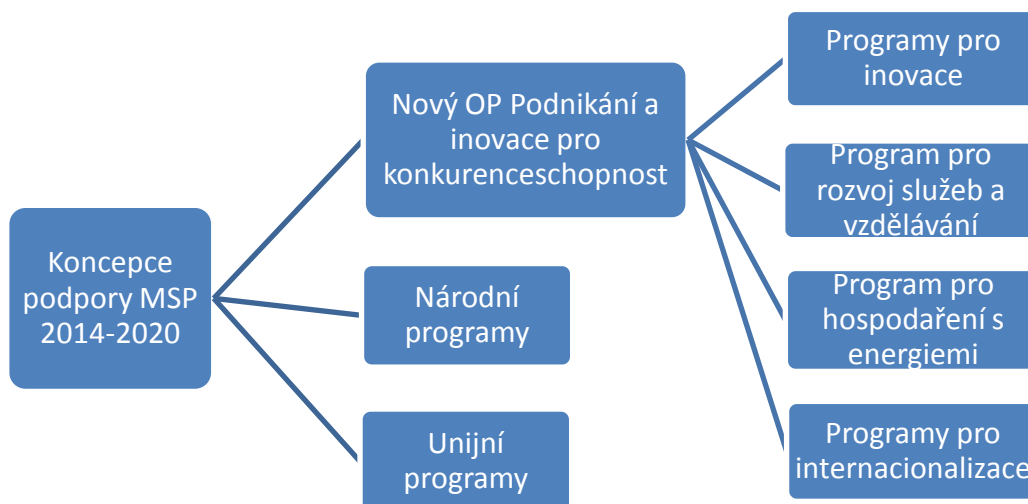 Koncepce
podpory MSP
2014-2020
Nový OP Podnikání a
inovace pro
konkurenceschopnost
Národní
programy
Unijní
programy
Programy pro
inovace
Program pro
rozvoj služeb a
vzdělávání
Program pro
hospodaření s
energiemi
Programy pro
internacionalizace